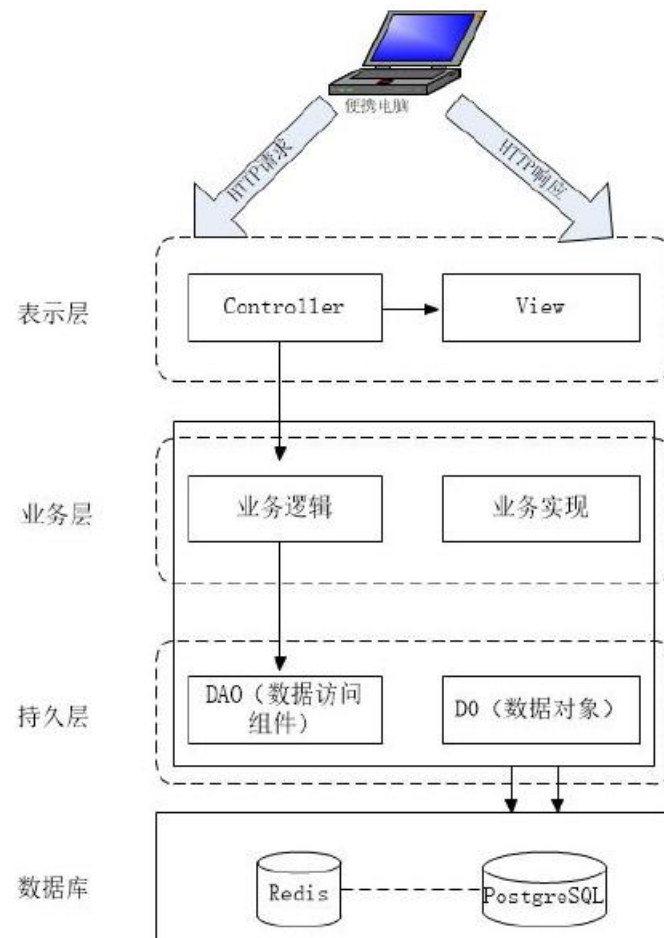 便携电脑
HTTP请求
HTTP响应
表示层
Controller
View
业务层
业务逻辑
业务实现
持久层
DAO（数据访问
组件）
DO（数据对象）
数据库
Redis
PostgreSQL